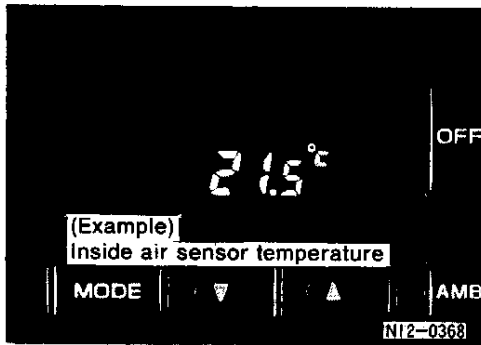 OFF
21.5°C
(Example)
Inside air sensor temperature
MODE ▼ ▲ AMB
N12-0368